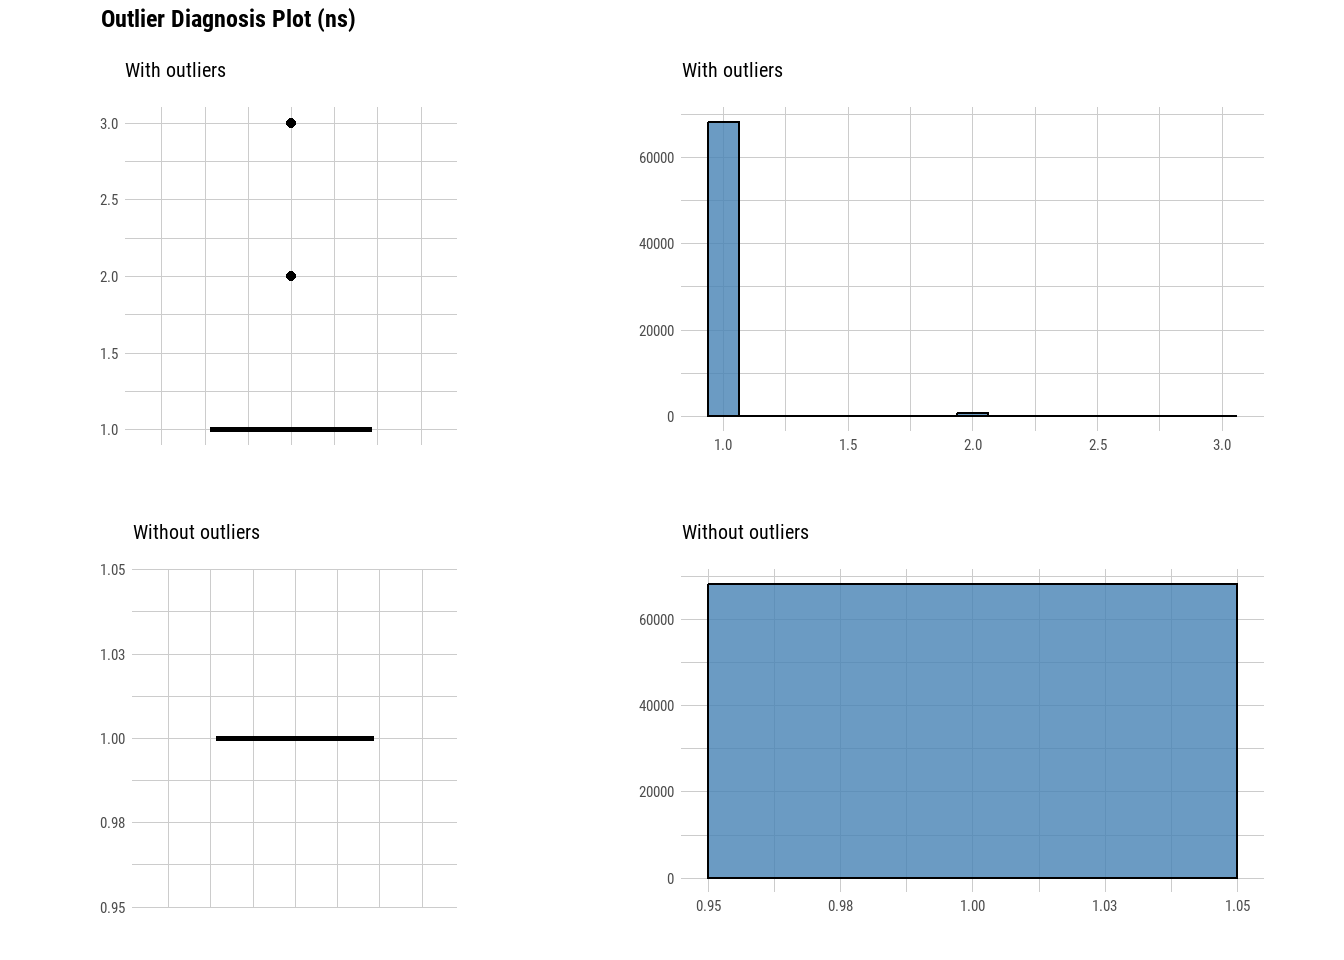 Outlier Diagnosis Plot (ns)
With outliers
3.0
2.5
2.0
1.5
1.0
With outliers
60000
40000
20000
0
1.0 1.5 2.0 2.5 3.0
Without outliers
1.05
1.03
1.00
0.98
0.95
Without outliers
60000
40000
20000
0
0.95 0.98 1.00 1.03 1.05